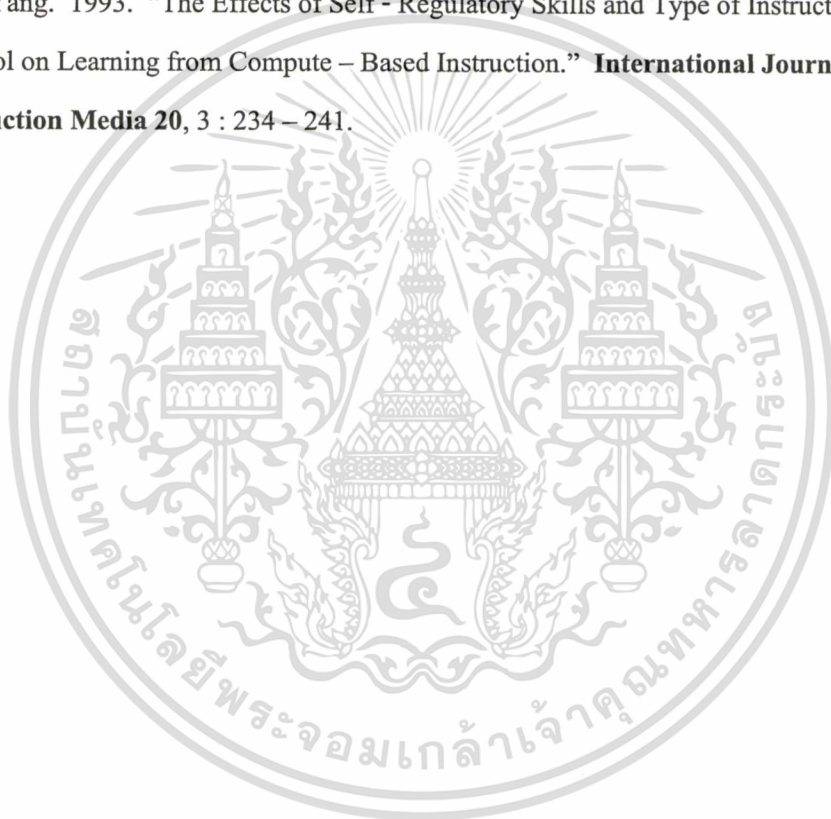 ang. 1993. "The Effects of Self - Regulatory Skills and Type of Instruct
ol on Learning from Compute – Based Instruction." International Journ
uction Media 20, 3 : 234 – 241.
สถาบันเทคโนโลยีพระจอมเกล้าเจ้าคุณทหารลาดกระบัง
๔